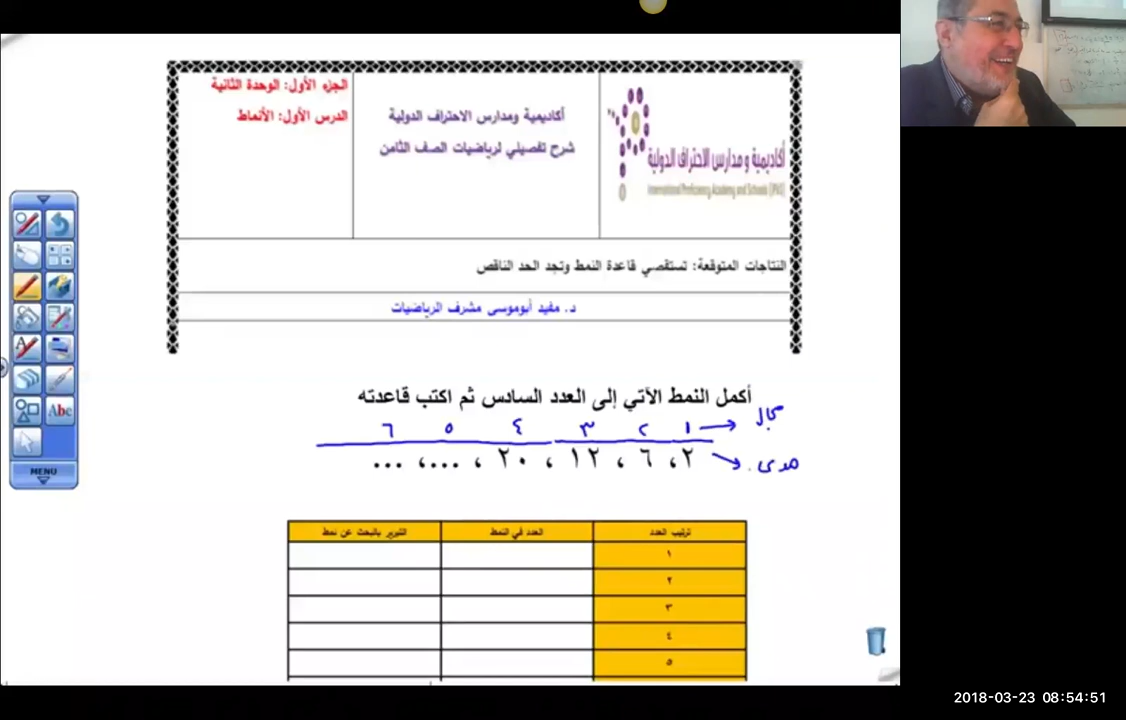 الجزء الأول: الوحدة الثانية
الدرس الأول: الأنماط
أكاديمية ومدارس الاحتراف الدولية
شرح تفصيلي لرياضيات الصف الثامن
أكاديمية ومدارس الاحتراف الدولية
International Proficiency Academy and Schools (IPAS)
النتاجات المتوقعة: تستقصي قاعدة النمط وتجد الحد الناقص
د. مفيد أبوموسى مشرف الرياضيات
أكمل النمط الآتي إلى العدد السادس ثم اكتب قاعدته
مجال
١ ٢ ٣ ٤ ٥ ٦
٢، ٦ ، ١٢ ، ٢٠ ، ...، ...
مدى
ترتيب العدد العدد في النمط التبرير بالبحث عن نمط
١
٢
٣
٤
٥
Abc
MENU
2018-03-23 08:54:51